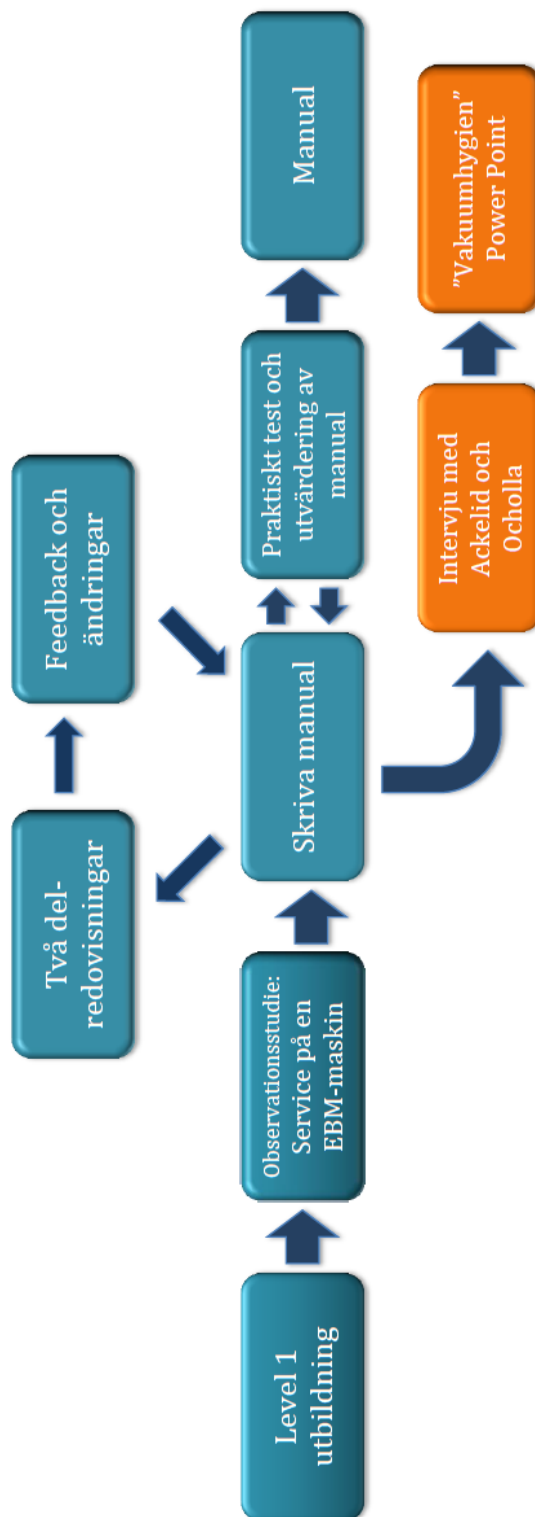 Level 1
utbildning
Observationsstudie:
Service på en
EBM-maskin
Skriva manual
Två del-
redovisningar
Feedback och
ändringar
Praktiskt test och
utvärdering av
manual
Manual
Intervju med
Ackelid och
Ocholla
"Vakuumhygien"
Power Point